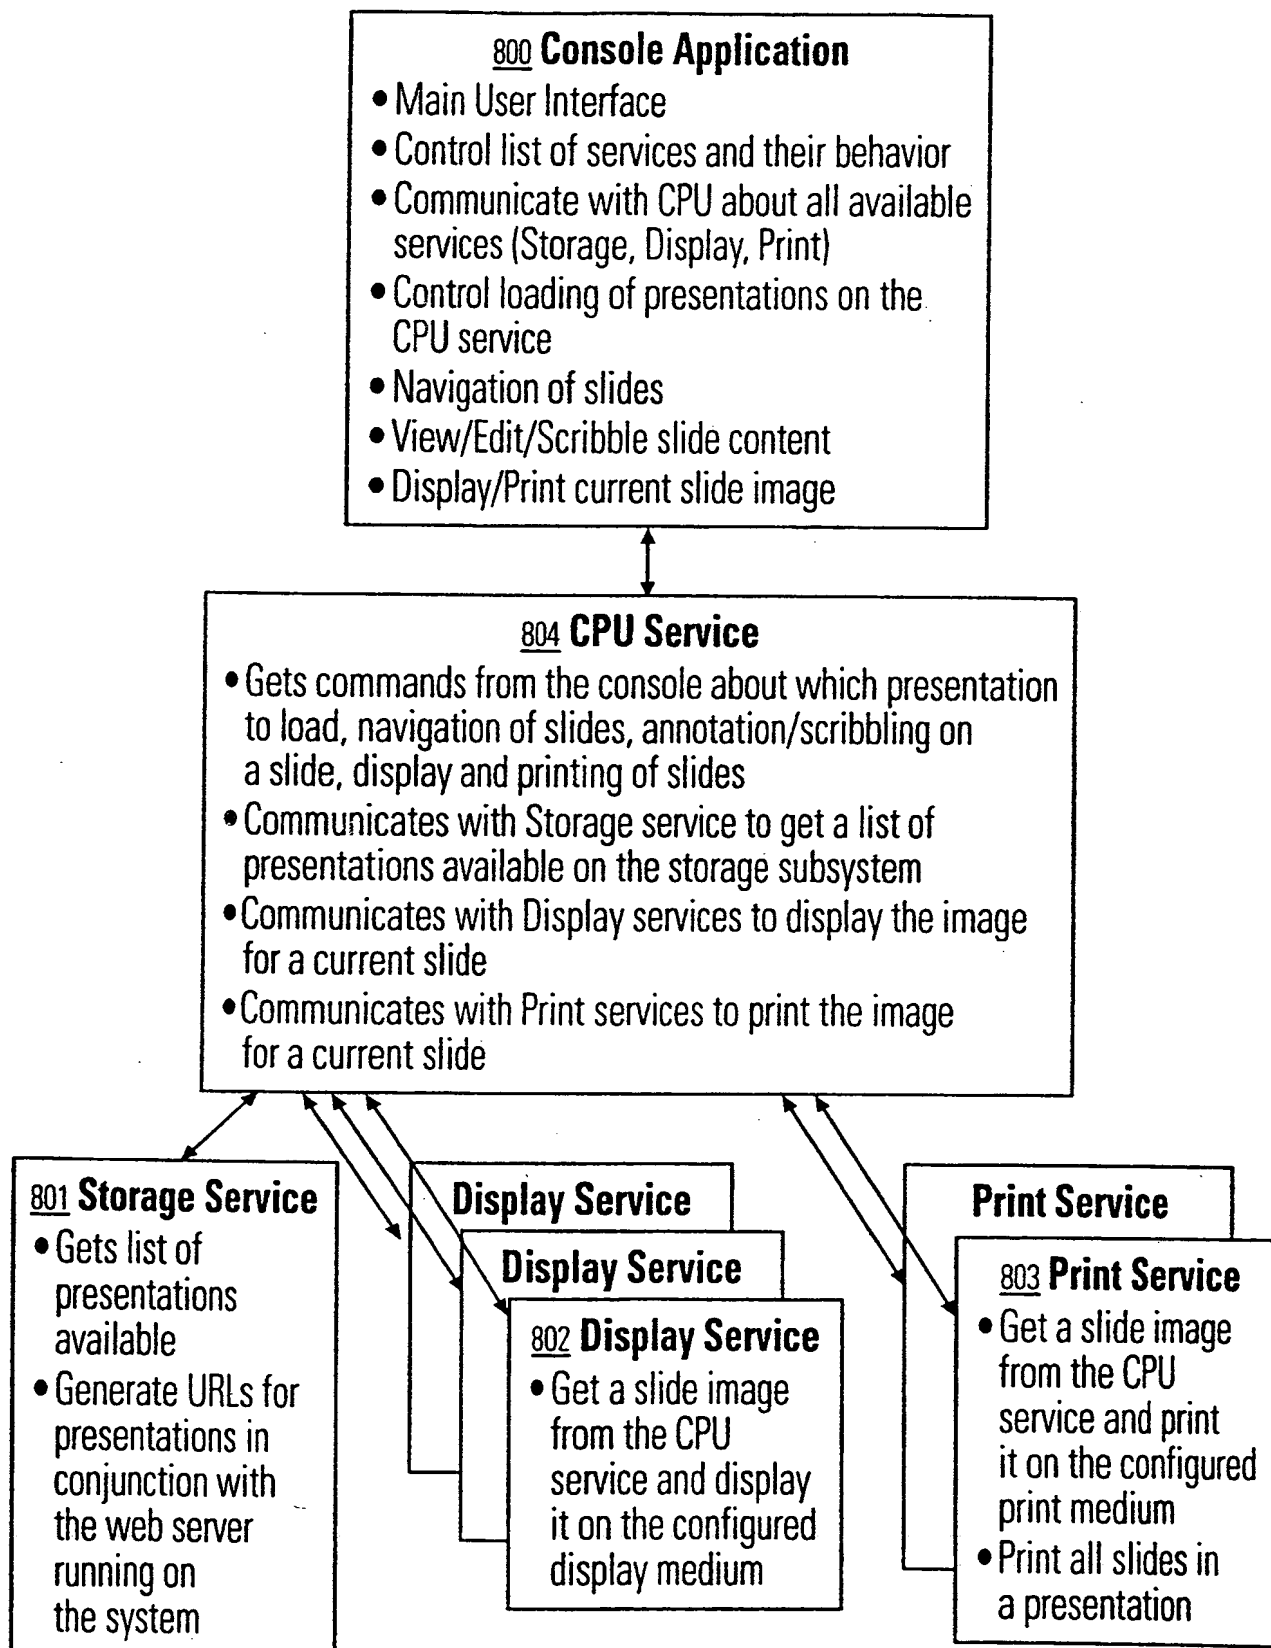 800 Console Application
• Main User Interface
• Control list of services and their behavior
• Communicate with CPU about all available
services (Storage, Display, Print)
• Control loading of presentations on the
CPU service
• Navigation of slides
• View/Edit/Scribble slide content
• Display/Print current slide image
804 CPU Service
• Gets commands from the console about which presentation
to load, navigation of slides, annotation/scribbling on
a slide, display and printing of slides
• Communicates with Storage service to get a list of
presentations available on the storage subsystem
• Communicates with Display services to display the image
for a current slide
• Communicates with Print services to print the image
for a current slide
801 Storage Service
• Gets list of
presentations
available
• Generate URLs for
presentations in
conjunction with
the web server
running on
the system
Display Service
Display Service
802 Display Service
• Get a slide image
from the CPU
service and display
it on the configured
display medium
Print Service
803 Print Service
• Get a slide image
from the CPU
service and print
it on the configured
print medium
• Print all slides in
a presentation